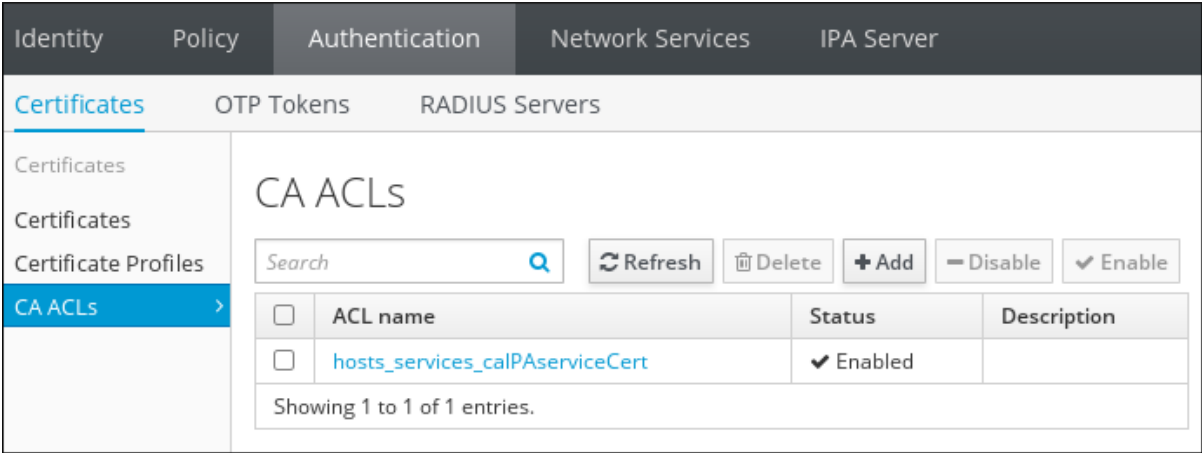 Identity Policy Authentication Network Services IPA Server
Certificates OTP Tokens RADIUS Servers
Certificates
Certificates
Certificate Profiles
CA ACLs
CA ACLs
Search Refresh Delete Add Disable Enable
ACL name Status Description
hosts_services_caIPAserviceCert Enabled
Showing 1 to 1 of 1 entries.